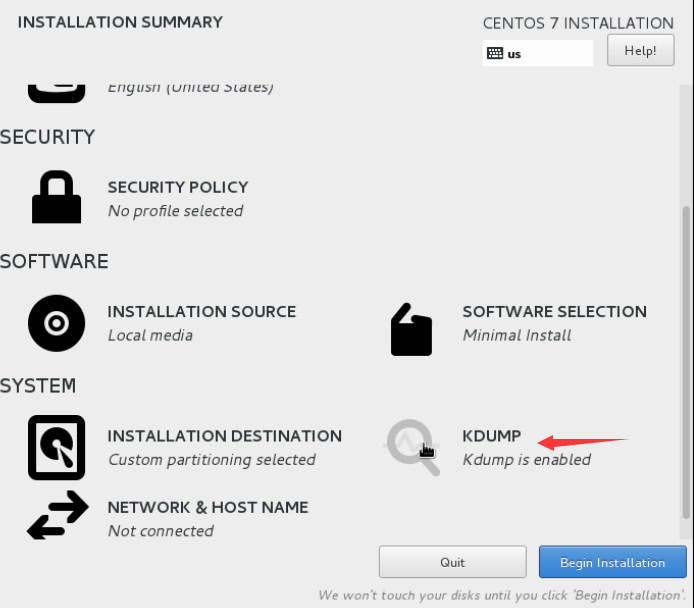 INSTALLATION SUMMARY
CENTOS 7 INSTALLATION
us
Help!
English (United States)
SECURITY
SECURITY POLICY
No profile selected
SOFTWARE
INSTALLATION SOURCE
Local media
SOFTWARE SELECTION
Minimal Install
SYSTEM
INSTALLATION DESTINATION
Custom partitioning selected
KDUMP
Kdump is enabled
NETWORK & HOST NAME
Not connected
Quit
Begin Installation
We won't touch your disks until you click 'Begin Installation'.